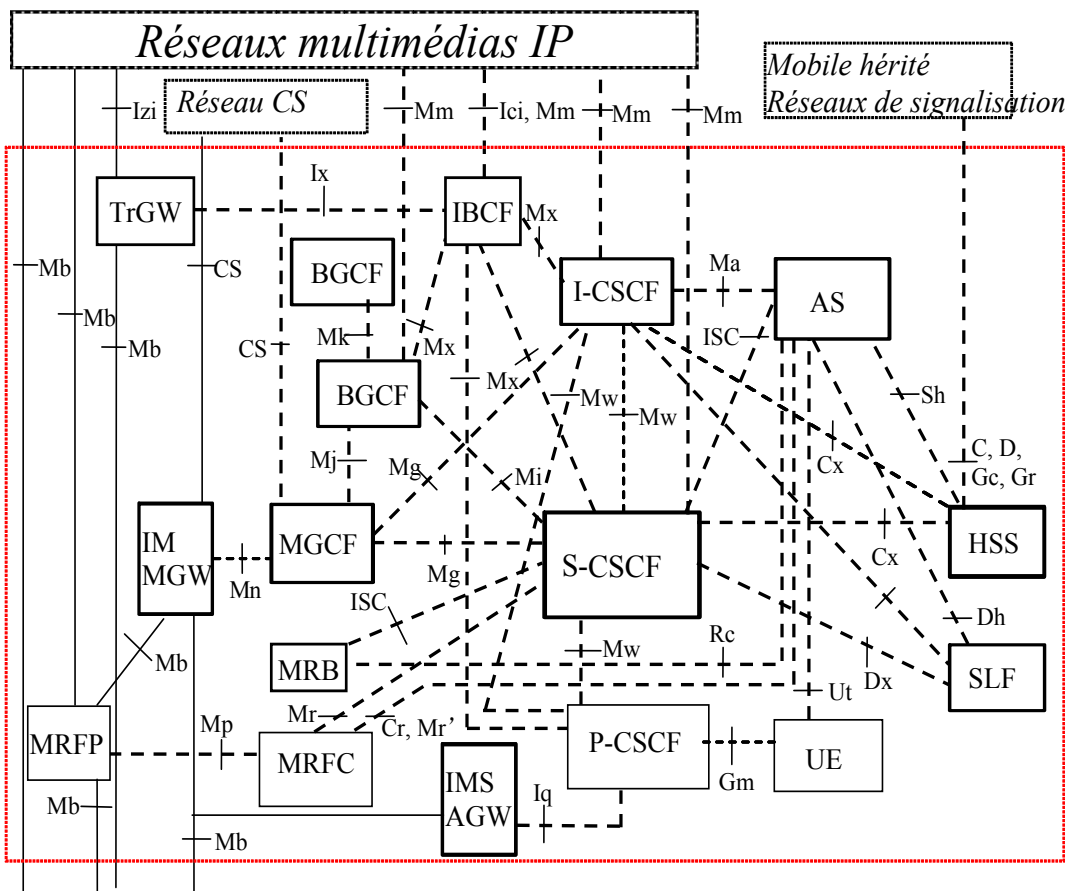 Réseaux multimédias IP
Mobile hérité
Réseaux de signalisation
Réseau CS
Izi
Mm
Ici, Mm
Mm
Mm
Ix
TrGW
IBCF
Mx
Mb
CS
BGCF
I-CSCF
Ma
AS
Mb
Mb
CS
Mk
Mx
ISC
BGCF
Mx
Mw
Mw
Sh
Mj
Mg
Mi
Cx
C, D,
Gc, Gr
IM
MGW
Mn
MGCF
Mg
S-CSCF
Cx
HSS
ISC
Mb
MRB
Mw
Rc
Dh
Dx
SLF
Ut
Mr
Cr, Mr’
MRFP
Mp
MRFC
P-CSCF
Gm
UE
Mb
IMS
AGW
Iq
Mb